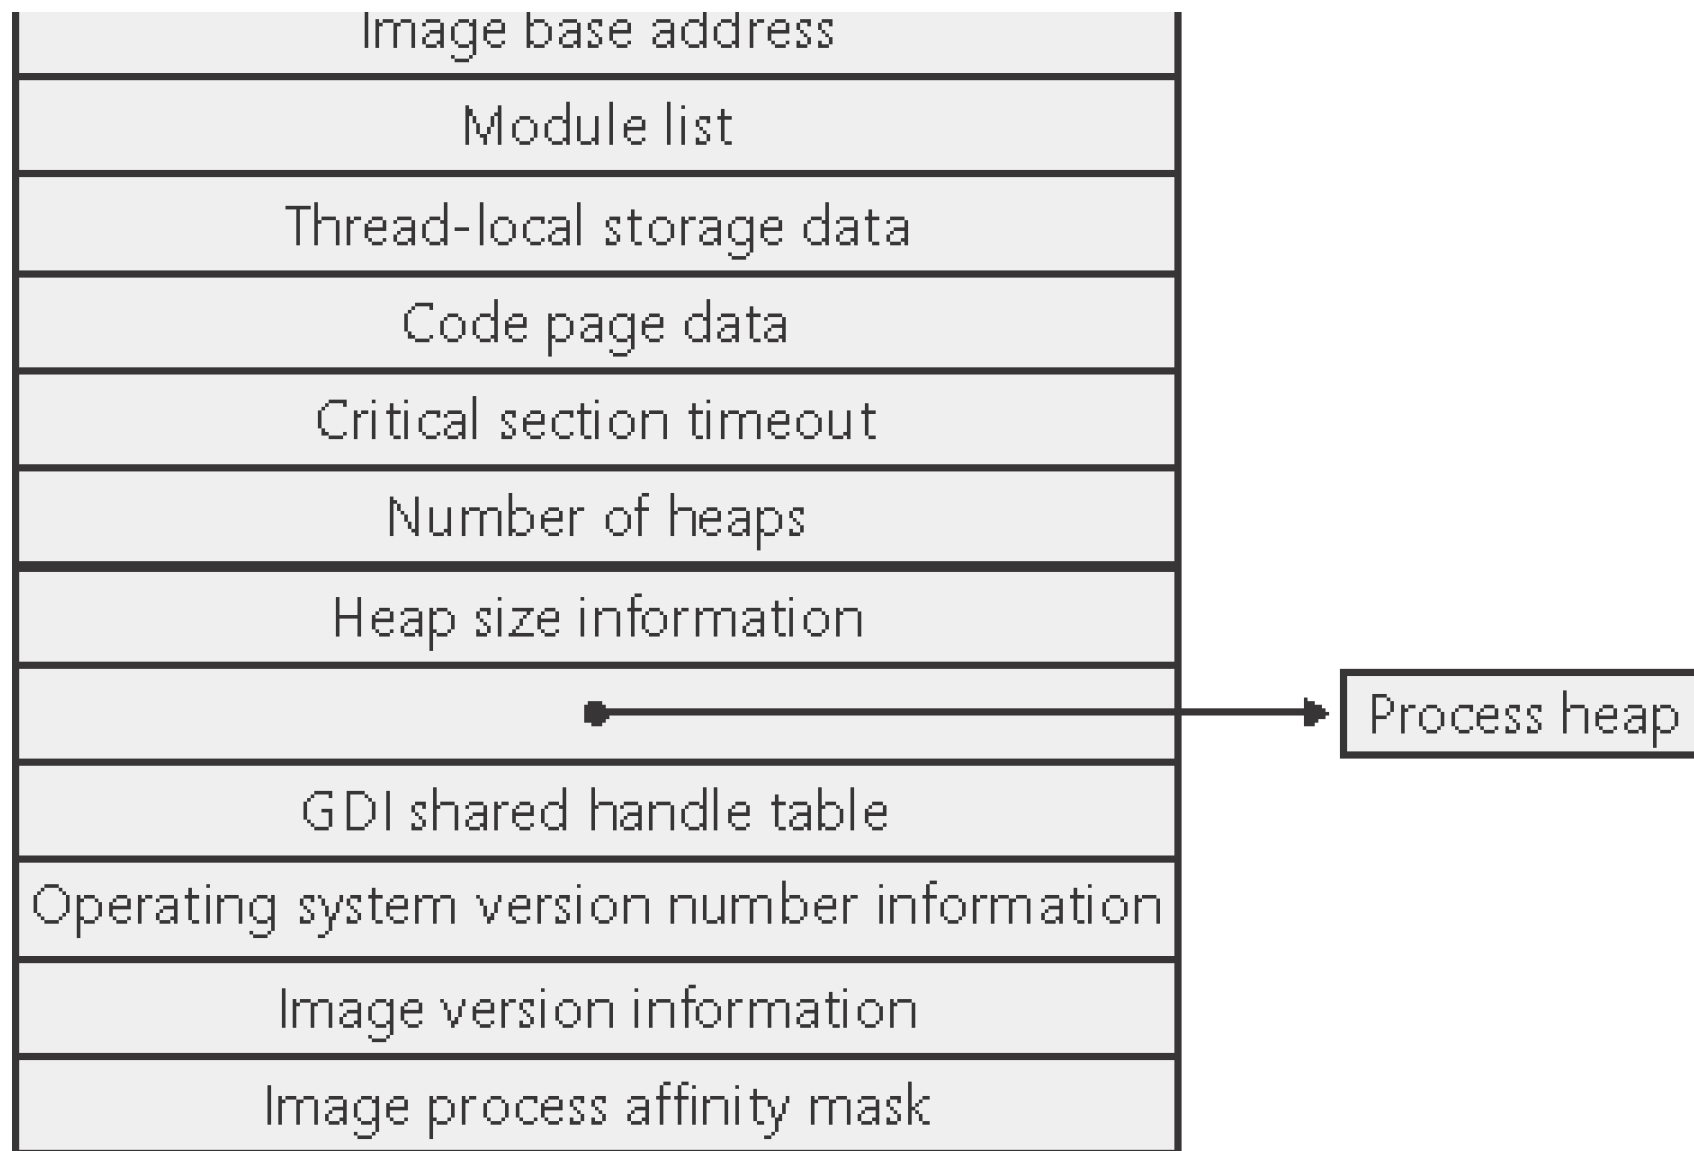 Image base address
Module list
Thread-local storage data
Code page data
Critical section timeout
Number of heaps
Heap size information
Process heap
GDI shared handle table
Operating system version number information
Image version information
Image process affinity mask